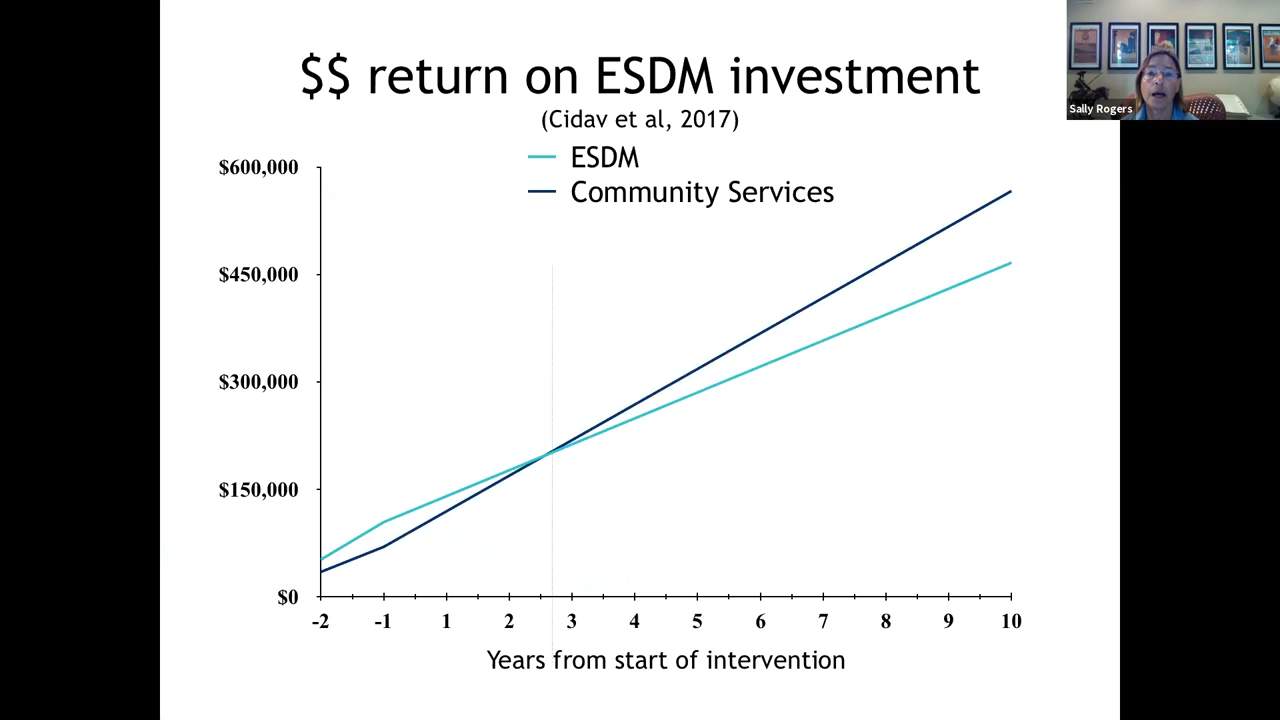 $$ return on ESDM investment
(Cidav et al, 2017)
ESDM
Community Services
$600,000
$450,000
$300,000
$150,000
$0
-2 -1 1 2 3 4 5 6 7 8 9 10
Years from start of intervention
Sally Rogers